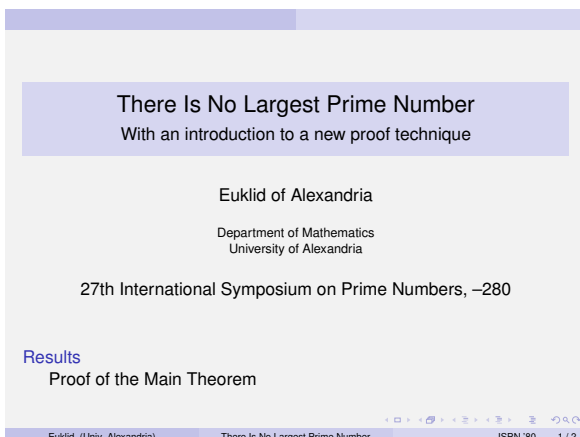 There Is No Largest Prime Number
With an introduction to a new proof technique
Euklid of Alexandria
Department of Mathematics
University of Alexandria
27th International Symposium on Prime Numbers, –280
Results
Proof of the Main Theorem
Euklid (Univ. Alexandria) There Is No Largest Prime Number ISPN '80 1 / 2